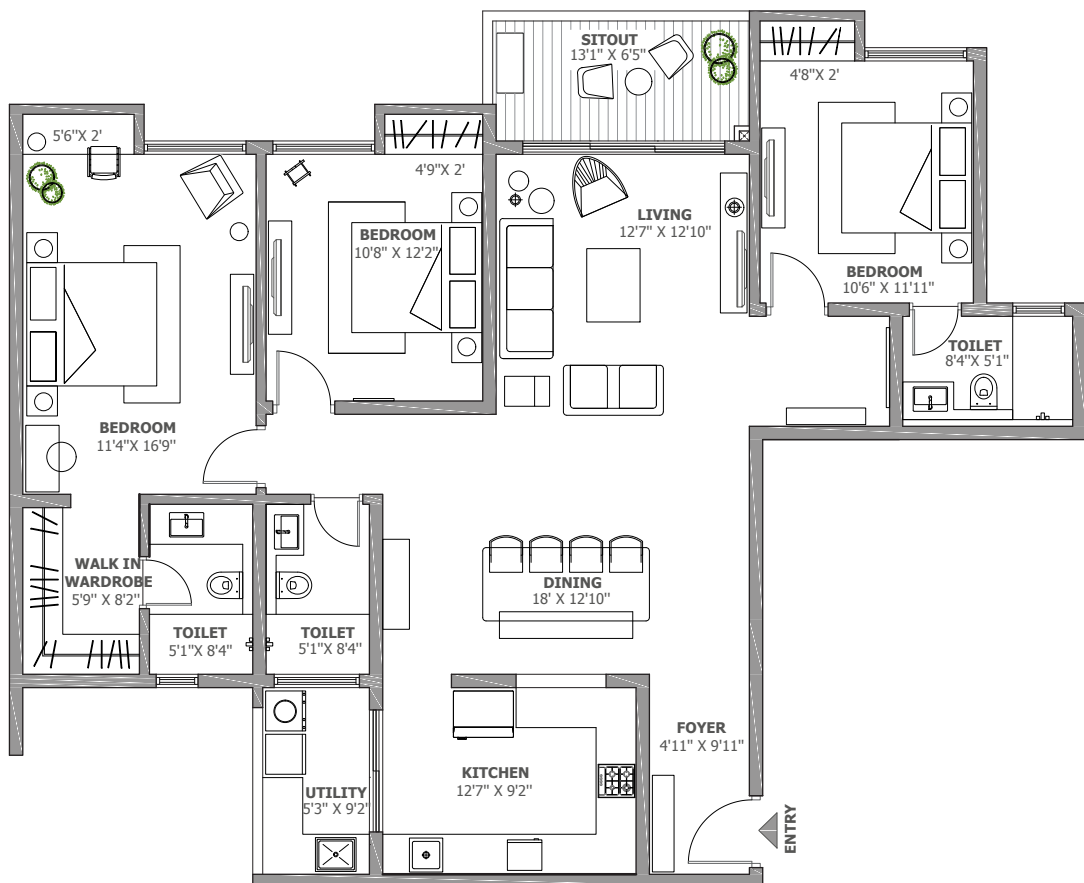 SITOUT
13'1" X 6'5"
4'8"X 2'
5'6"X 2'
4'9"X 2'
LIVING
12'7" X 12'10"
BEDROOM
10'8" X 12'2"
BEDROOM
10'6" X 11'11"
TOILET
8'4"X 5'1"
BEDROOM
11'4"X 16'9"
WALK IN
WARDROBE
5'9" X 8'2"
DINING
18' X 12'10"
TOILET
5'1"X 8'4"
TOILET
5'1"X 8'4"
FOYER
4'11" X 9'11"
KITCHEN
12'7" X 9'2"
UTILITY
5'3" X 9'2"
ENTRY